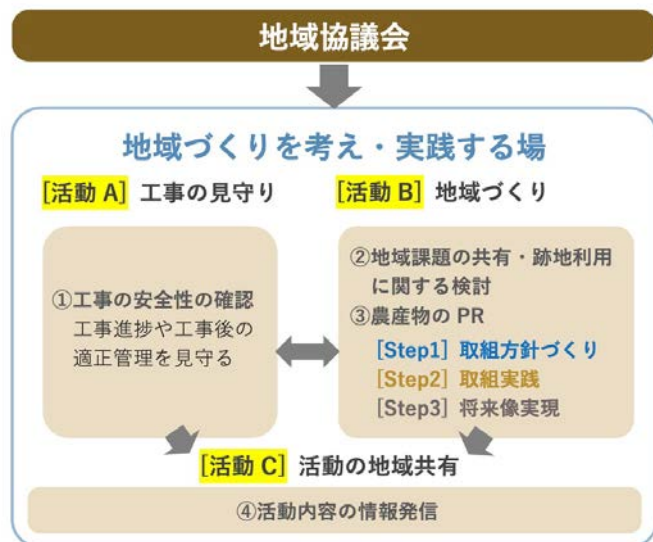 地域協議会
地域づくりを考え・実践する場
[活動 A] 工事の見守り
①工事の安全性の確認
工事進捗や工事後の
適正管理を見守る
[活動 B] 地域づくり
②地域課題の共有・跡地利用
に関する検討
③農産物の PR
[Step1] 取組方針づくり
[Step2] 取組実践
[Step3] 将来像実現
[活動 C] 活動の地域共有
④活動内容の情報発信